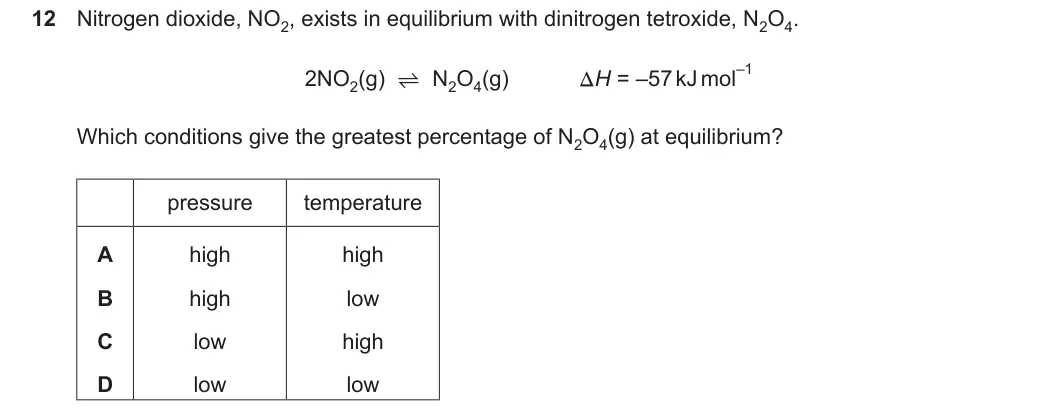 12 Nitrogen dioxide, NO₂, exists in equilibrium with dinitrogen tetroxide, N₂O₄.
2NO₂(g) ⇌ N₂O₄(g) ΔH = –57 kJ mol⁻¹
Which conditions give the greatest percentage of N₂O₄(g) at equilibrium?
pressure temperature
A high high
B high low
C low high
D low low